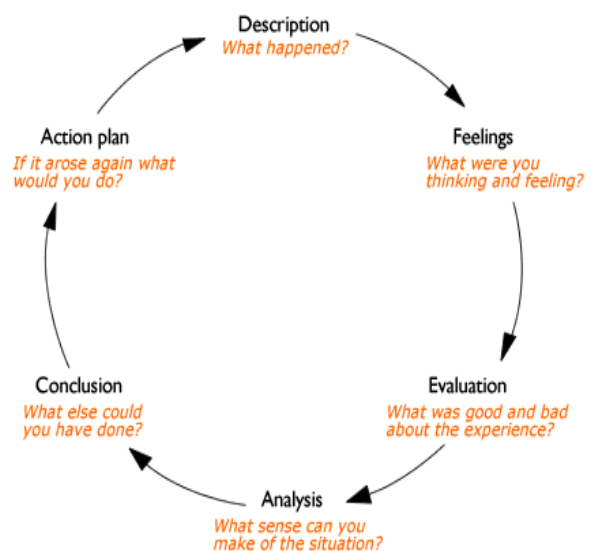 Description
What happened?
Feelings
What were you
thinking and feeling?
Evaluation
What was good and bad
about the experience?
Analysis
What sense can you
make of the situation?
Conclusion
What else could
you have done?
Action plan
If it arose again what
would you do?